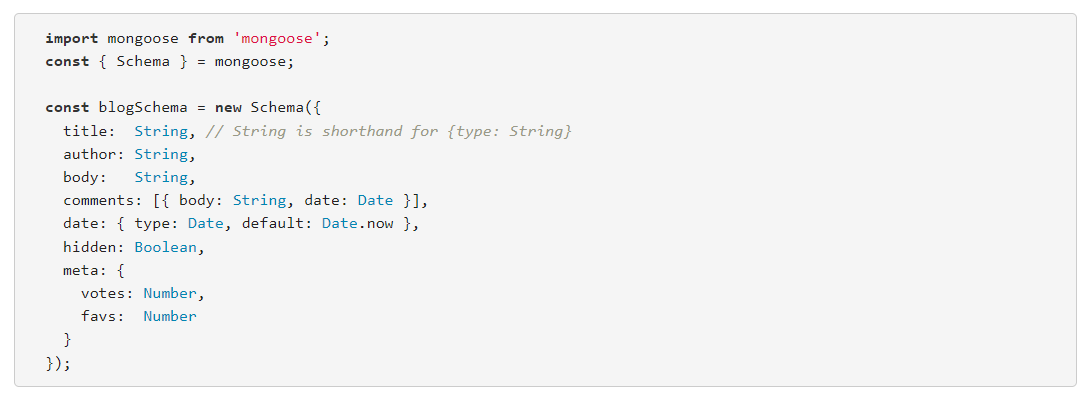 import mongoose from 'mongoose';
const { Schema } = mongoose;

const blogSchema = new Schema({
  title:  String, // String is shorthand for {type: String}
  author: String,
  body:   String,
  comments: [{ body: String, date: Date }],
  date: { type: Date, default: Date.now },
  hidden: Boolean,
  meta: {
    votes: Number,
    favs:  Number
  }
});